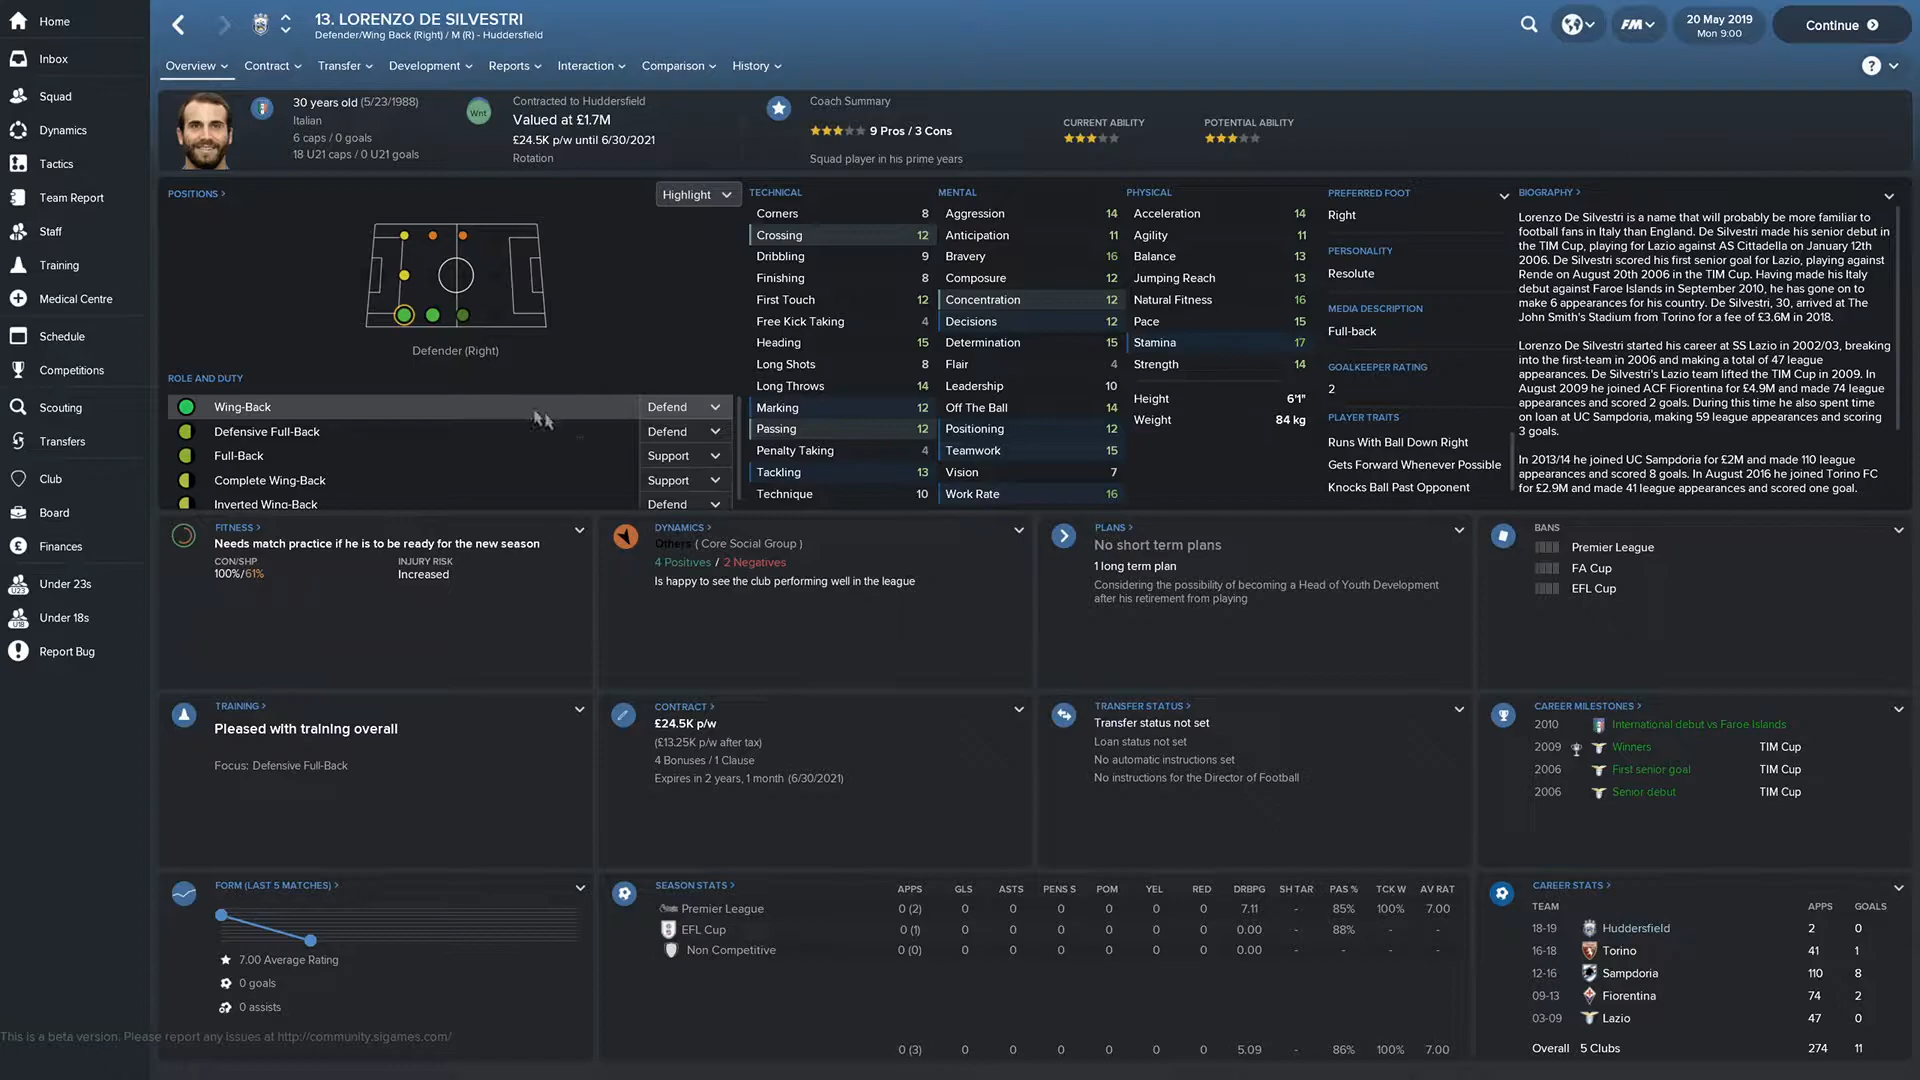 Home
Inbox
Squad
Dynamics
Tactics
Team Report
Staff
Training
Medical Centre
Schedule
Competitions
Scouting
Transfers
Club
Board
Finances
U23
Under 23s
U18
Under 18s
Report Bug
13. LORENZO DE SILVESTRI
Defender/Wing Back (Right) / M (R) - Huddersfield
FM
20 May 2019
Mon 9:00
Continue
Overview Contract Transfer Development Reports Interaction Comparison History
?
30 years old (5/23/1988)
Italian
6 caps / 0 goals
18 U21 caps / 0 U21 goals
Wnt
Contracted to Huddersfield
Valued at £1.7M
£24.5K p/w until 6/30/2021
Rotation
Coach Summary
9 Pros / 3 Cons
Squad player in his prime years
CURRENT ABILITY
POTENTIAL ABILITY
POSITIONS >
Highlight
Defender (Right)
ROLE AND DUTY
Wing-Back Defend
Defensive Full-Back Defend
Full-Back Support
Complete Wing-Back Support
Inverted Wing-Back Defend
TECHNICAL
Corners 8
Crossing 12
Dribbling 9
Finishing 8
First Touch 12
Free Kick Taking 4
Heading 15
Long Shots 8
Long Throws 14
Marking 12
Passing 12
Penalty Taking 4
Tackling 13
Technique 10
MENTAL
Aggression 14
Anticipation 11
Bravery 16
Composure 12
Concentration 12
Decisions 12
Determination 15
Flair 4
Leadership 10
Off The Ball 14
Positioning 12
Teamwork 15
Vision 7
Work Rate 16
PHYSICAL
Acceleration 14
Agility 11
Balance 13
Jumping Reach 13
Natural Fitness 16
Pace 15
Stamina 17
Strength 14
Height 6'1"
Weight 84 kg
PREFERRED FOOT
Right
PERSONALITY
Resolute
MEDIA DESCRIPTION
Full-back
GOALKEEPER RATING
2
PLAYER TRAITS
Runs With Ball Down Right
Gets Forward Whenever Possible
Knocks Ball Past Opponent
BIOGRAPHY >
Lorenzo De Silvestri is a name that will probably be more familiar to
football fans in Italy than England. De Silvestri made his senior debut in
the TIM Cup, playing for Lazio against AS Cittadella on January 12th
2006. De Silvestri scored his first senior goal for Lazio, playing against
Rende on August 20th 2006 in the TIM Cup. Having made his Italy
debut against Faroe Islands in September 2010, he has gone on to
make 6 appearances for his country. De Silvestri, 30, arrived at The
John Smith's Stadium from Torino for a fee of £3.6M in 2018.
Lorenzo De Silvestri started his career at SS Lazio in 2002/03, breaking
into the first-team in 2006 and making a total of 47 league
appearances. De Silvestri's Lazio team lifted the TIM Cup in 2009. In
August 2009 he joined ACF Fiorentina for £4.9M and made 74 league
appearances and scored 2 goals. During this time he also spent time
on loan at UC Sampdoria, making 59 league appearances and scoring
3 goals.
In 2013/14 he joined UC Sampdoria for £2M and made 110 league
appearances and scored 8 goals. In August 2016 he joined Torino FC
for £2.9M and made 41 league appearances and scored one goal.
FITNESS >
Needs match practice if he is to be ready for the new season
CON/SHP INJURY RISK
100%/61% Increased
DYNAMICS >
Others ( Core Social Group )
4 Positives / 2 Negatives
Is happy to see the club performing well in the league
PLANS >
No short term plans
1 long term plan
Considering the possibility of becoming a Head of Youth Development
after his retirement from playing
BANS
Premier League
FA Cup
EFL Cup
TRAINING >
Pleased with training overall
Focus: Defensive Full-Back
CONTRACT >
£24.5K p/w
(£13.25K p/w after tax)
4 Bonuses / 1 Clause
Expires in 2 years, 1 month (6/30/2021)
TRANSFER STATUS >
Transfer status not set
Loan status not set
No automatic instructions set
No instructions for the Director of Football
CAREER MILESTONES >
2010 International debut vs Faroe Islands
2009 Winners TIM Cup
2006 First senior goal TIM Cup
2006 Senior debut TIM Cup
FORM (LAST 5 MATCHES) >
7.00 Average Rating
0 goals
0 assists
SEASON STATS > APPS GLS ASTS PENS S POM YEL RED DRBPG SH TAR PAS % TCK W AV RAT
Premier League 0 (2) 0 0 0 0 0 0 7.11 - 85% 100% 7.00
EFL Cup 0 (1) 0 0 0 0 0 0 0.00 - 88% - -
Non Competitive 0 (0) 0 0 0 0 0 0 0.00 - - - -
0 (3) 0 0 0 0 0 0 5.09 - 86% 100% 7.00
CAREER STATS >
TEAM APPS GOALS
18-19 Huddersfield 2 0
16-18 Torino 41 1
12-16 Sampdoria 110 8
09-13 Fiorentina 74 2
03-09 Lazio 47 0
Overall 5 Clubs 274 11
This is a beta version. Please report any issues at http://community.sigames.com/